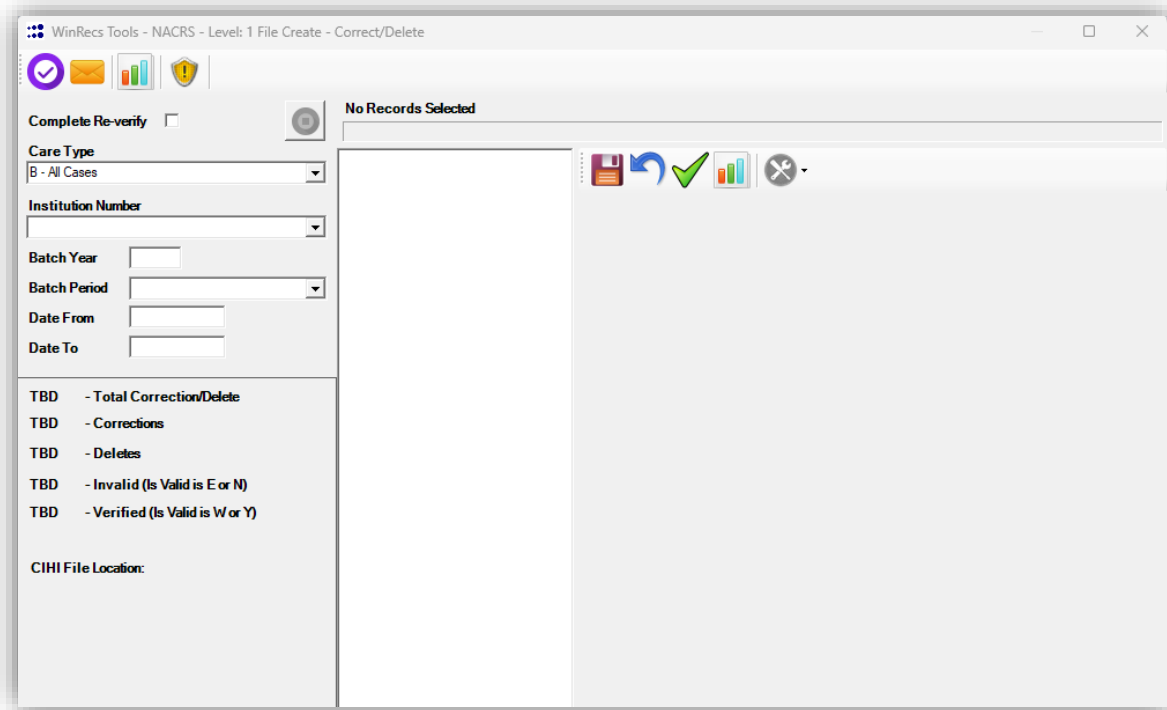 WinRecs Tools - NACRS - Level: 1 File Create - Correct/Delete
Complete Re-verify
No Records Selected
Care Type
B - All Cases
Institution Number
Batch Year
Batch Period
Date From
Date To
TBD - Total Correction/Delete
TBD - Corrections
TBD - Deletes
TBD - Invalid (Is Valid is E or N)
TBD - Verified (Is Valid is W or Y)
CIHI File Location: